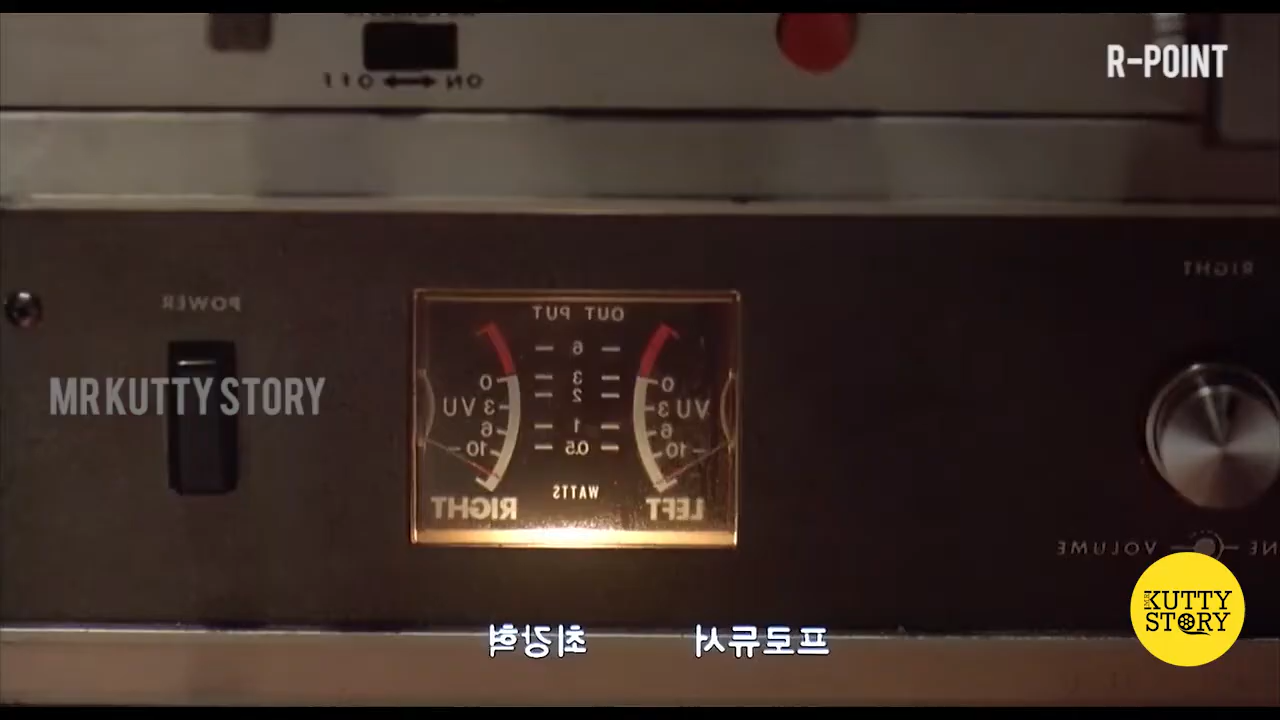 R-POINT
ON OFF
RIGHT
POWER
OUT PUT
6
0 3 0
2
VU 3 3 VU
6 1 6
10 0.5 10
WATTS
RIGHT LEFT
MR KUTTY STORY
VOLUME
NE
MR KUTTY
STORY
프로듀서 최강혁